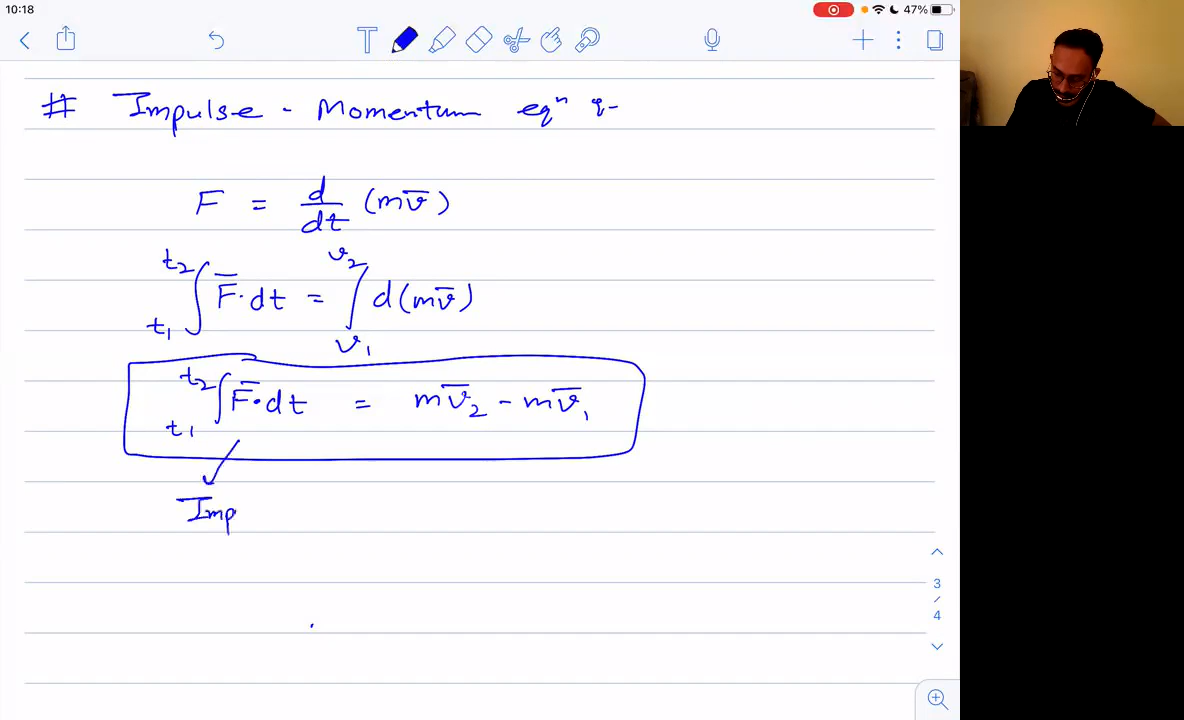 10:18
47%
T
# Impulse - Momentum eqⁿ :-
F = d/dt (mv̅)
t₂ ∫ t₁ F̅·dt = v₂ ∫ v₁ d(mv̅)
t₂ ∫ t₁ F̅·dt = mv̅₂ - mv̅₁
Imp
3
/
4